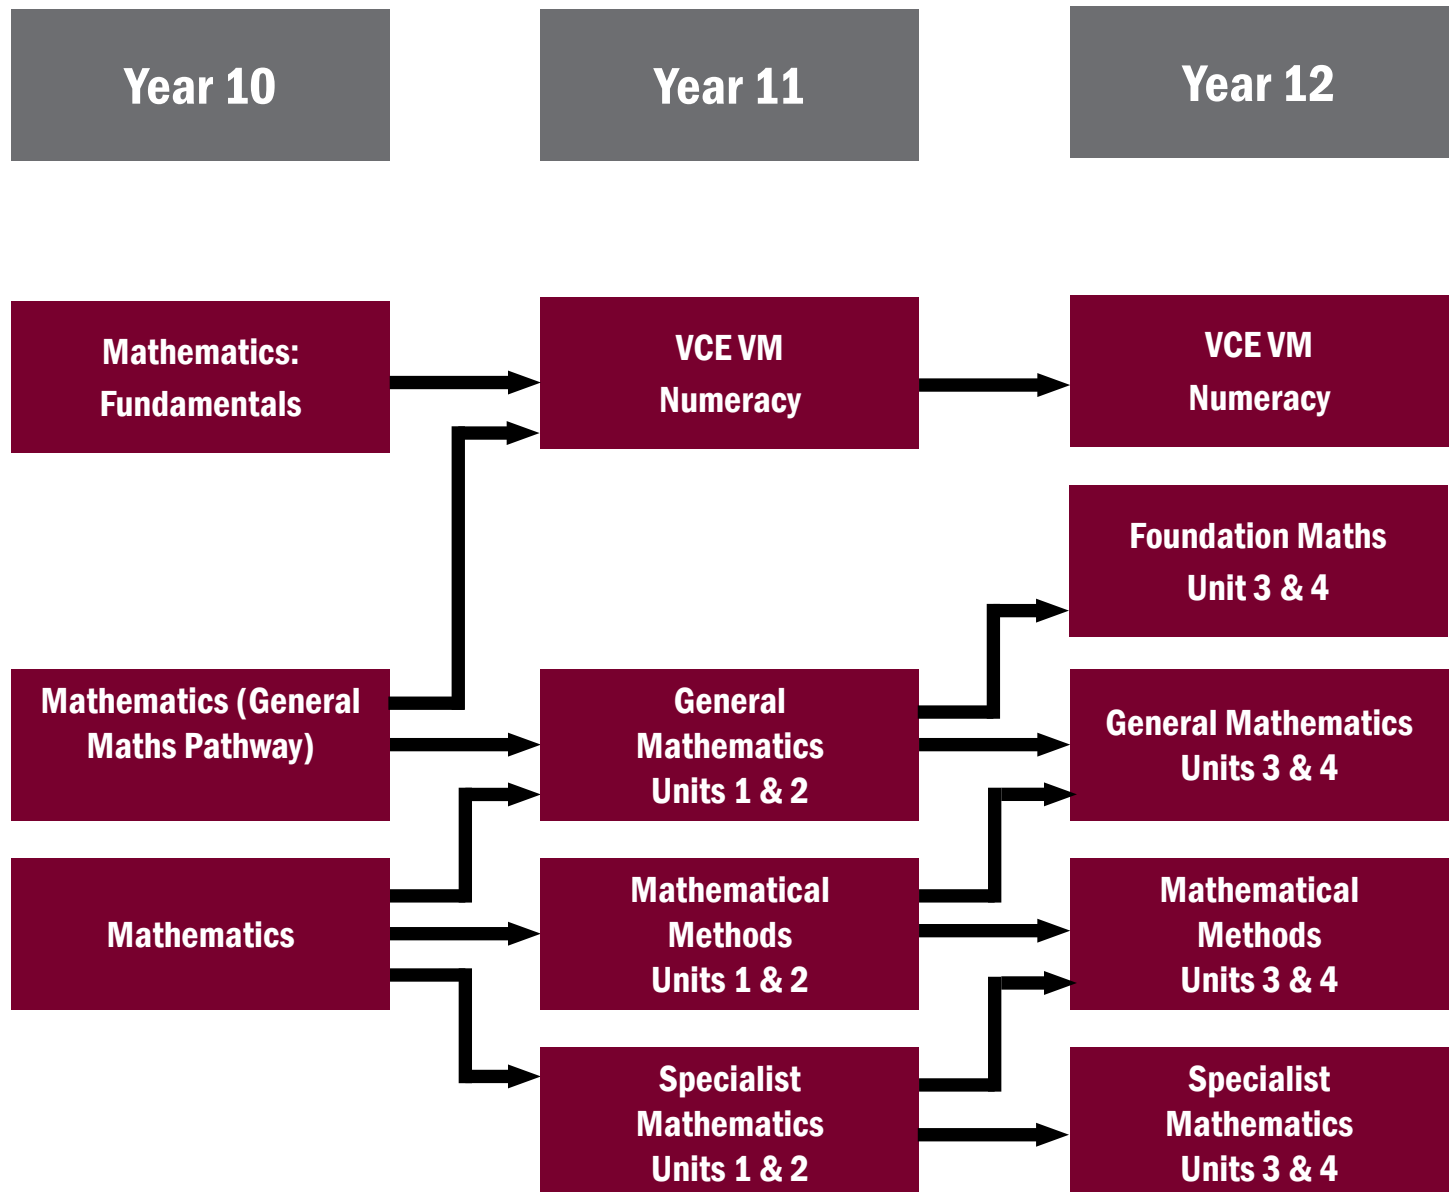 Year 10
Year 11
Year 12
Mathematics:
Fundamentals
VCE VM
Numeracy
VCE VM
Numeracy
Foundation Maths
Unit 3 & 4
Mathematics (General
Maths Pathway)
General
Mathematics
Units 1 & 2
General Mathematics
Units 3 & 4
Mathematics
Mathematical
Methods
Units 1 & 2
Mathematical
Methods
Units 3 & 4
Specialist
Mathematics
Units 1 & 2
Specialist
Mathematics
Units 3 & 4